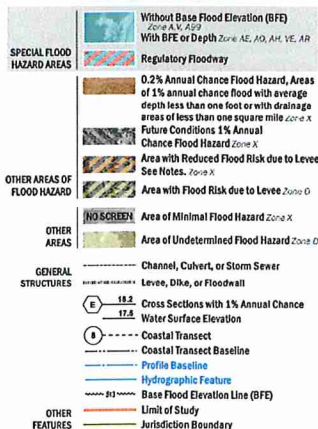 Without Base Flood Elevation (BFE)
Zone A,V, A99
With BFE or Depth Zone AE, AO, AH, VE, AR
SPECIAL FLOOD
HAZARD AREAS
Regulatory Floodway
0.2% Annual Chance Flood Hazard, Areas
of 1% annual chance flood with average
depth less than one foot or with drainage
areas of less than one square mile Zone X
Future Conditions 1% Annual
Chance Flood Hazard Zone X
Area with Reduced Flood Risk due to Levee
See Notes. Zone X
OTHER AREAS OF
FLOOD HAZARD
Area with Flood Risk due to Levee Zone D
NO SCREEN Area of Minimal Flood Hazard Zone X
OTHER
AREAS
Area of Undetermined Flood Hazard Zone D
GENERAL
STRUCTURES
Channel, Culvert, or Storm Sewer
Levee, Dike, or Floodwall
E 18.2 Cross Sections with 1% Annual Chance
17.5 Water Surface Elevation
8 Coastal Transect
Coastal Transect Baseline
Profile Baseline
Hydrographic Feature
513 Base Flood Elevation Line (BFE)
OTHER
FEATURES
Limit of Study
Jurisdiction Boundary